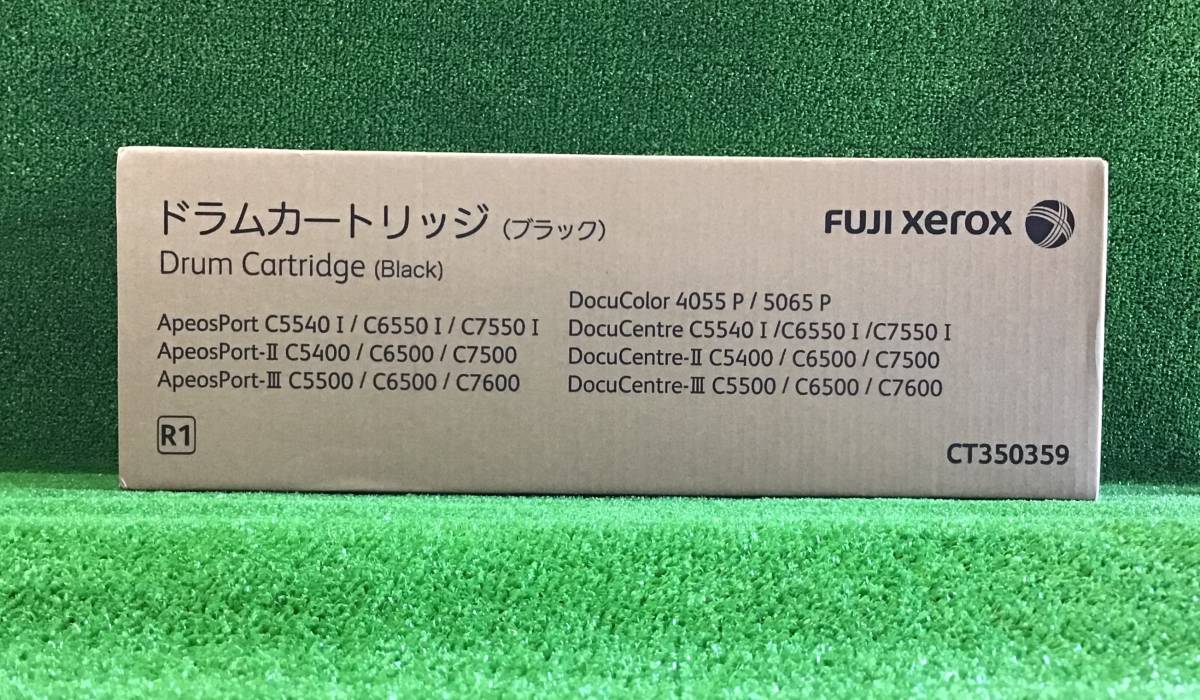 ドラムカートリッジ（ブラック）
FUJI xerox
Drum Cartridge (Black)
ApeosPort C5540 I / C6550 I / C7550 I
ApeosPort-Ⅱ C5400 / C6500 / C7500
ApeosPort-Ⅲ C5500 / C6500 / C7600
DocuColor 4055 P / 5065 P
DocuCentre C5540 I /C6550 I /C7550 I
DocuCentre-Ⅱ C5400 / C6500 / C7500
DocuCentre-Ⅲ C5500 / C6500 / C7600
R1
CT350359